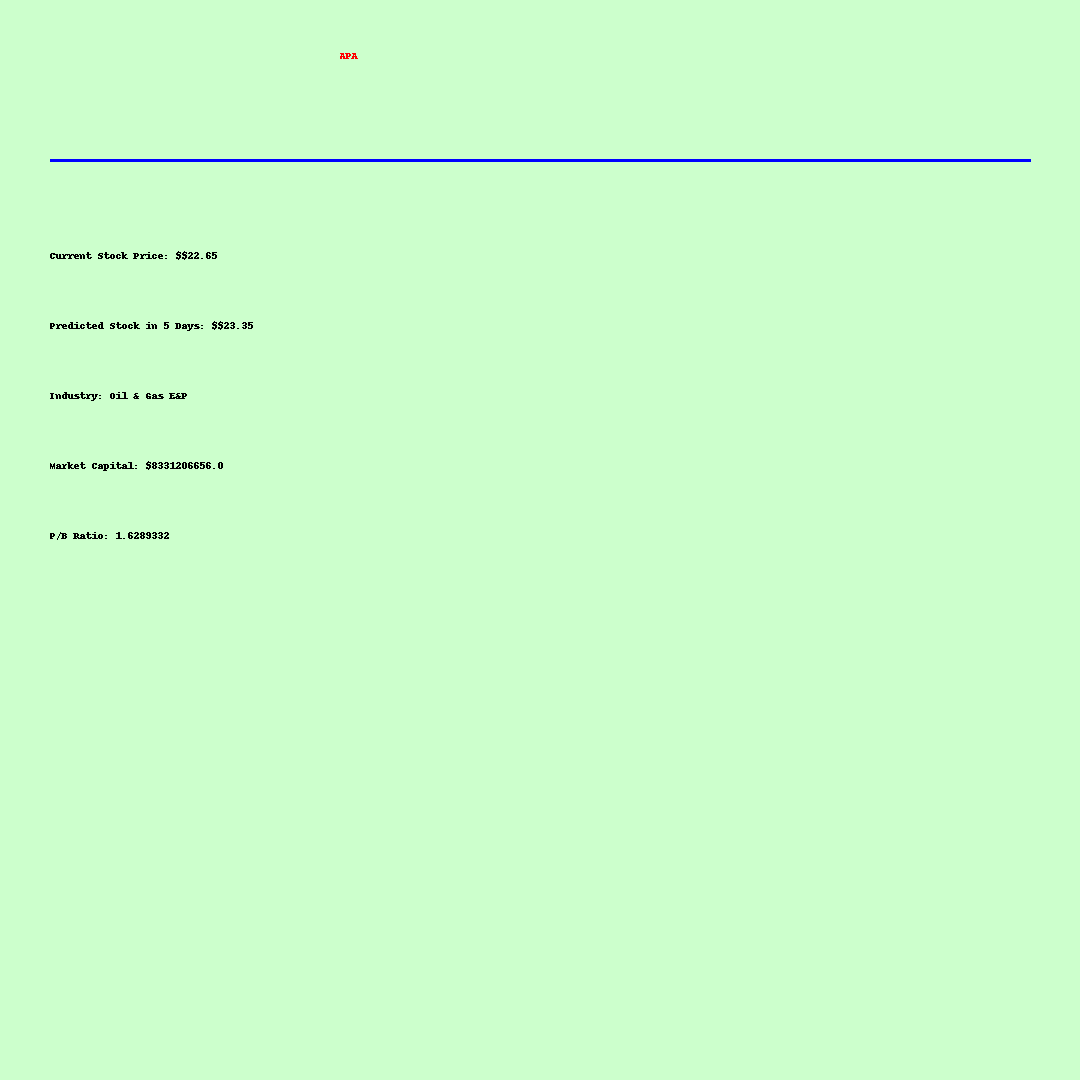 APA
Current Stock Price: $$22.65
Predicted Stock in 5 Days: $$23.35
Industry: Oil & Gas E&P
Market Capital: $8331206656.0
P/B Ratio: 1.6289332